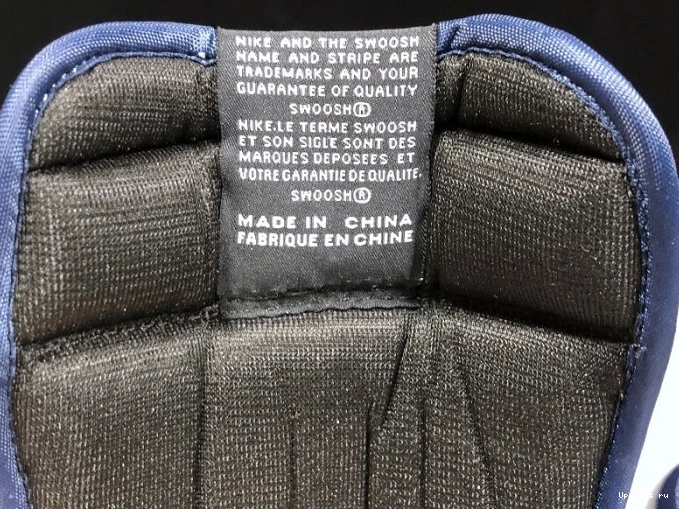 NIKE AND THE SWOOSH
NAME AND STRIPE ARE
TRADEMARKS AND YOUR
GUARANTEE OF QUALITY
SWOOSH®
NIKE.LE TERME SWOOSH
ET SON SIGLE SONT DES
MARQUES DEPOSEES ET
VOTRE GARANTIE DE QUALITE.
SWOOSH®
MADE IN CHINA
FABRIQUE EN CHINE